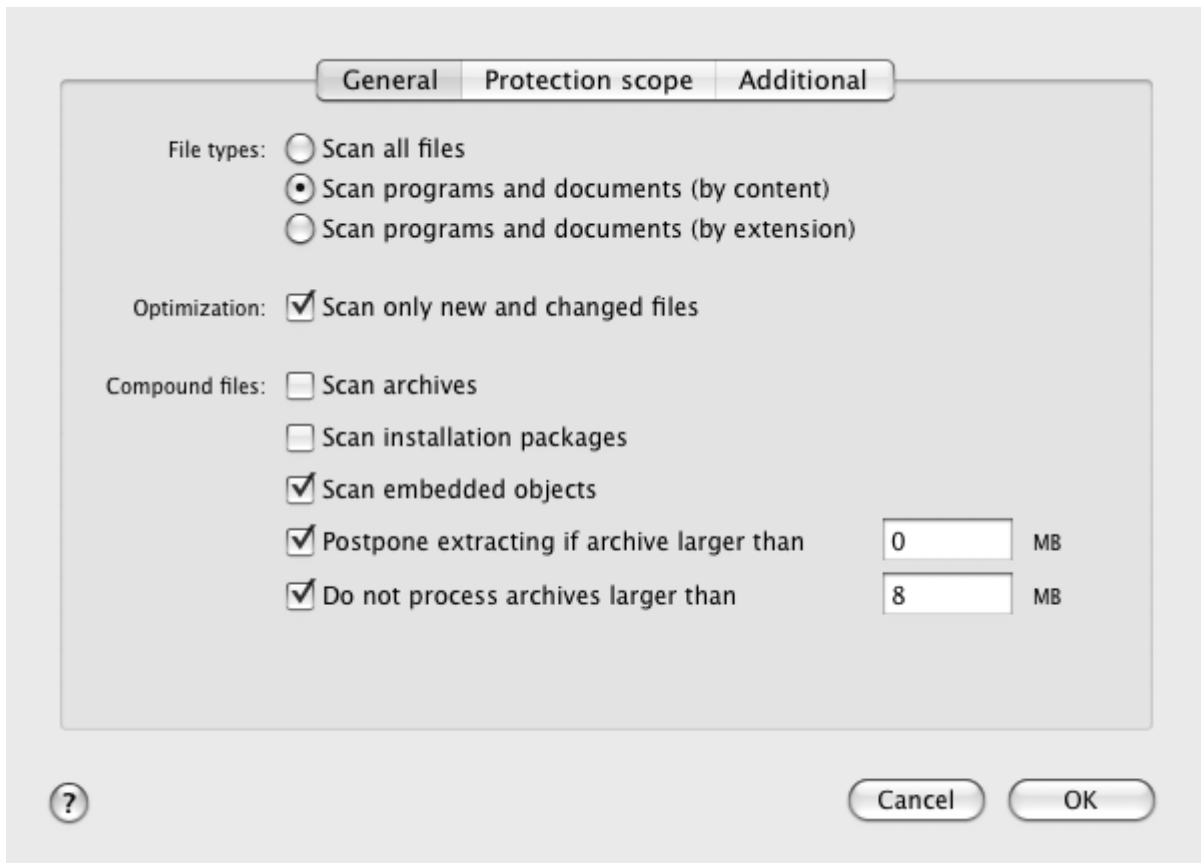 General Protection scope Additional
File types: Scan all files
Scan programs and documents (by content)
Scan programs and documents (by extension)
Optimization: Scan only new and changed files
Compound files: Scan archives
Scan installation packages
Scan embedded objects
Postpone extracting if archive larger than 0 MB
Do not process archives larger than 8 MB
? Cancel OK